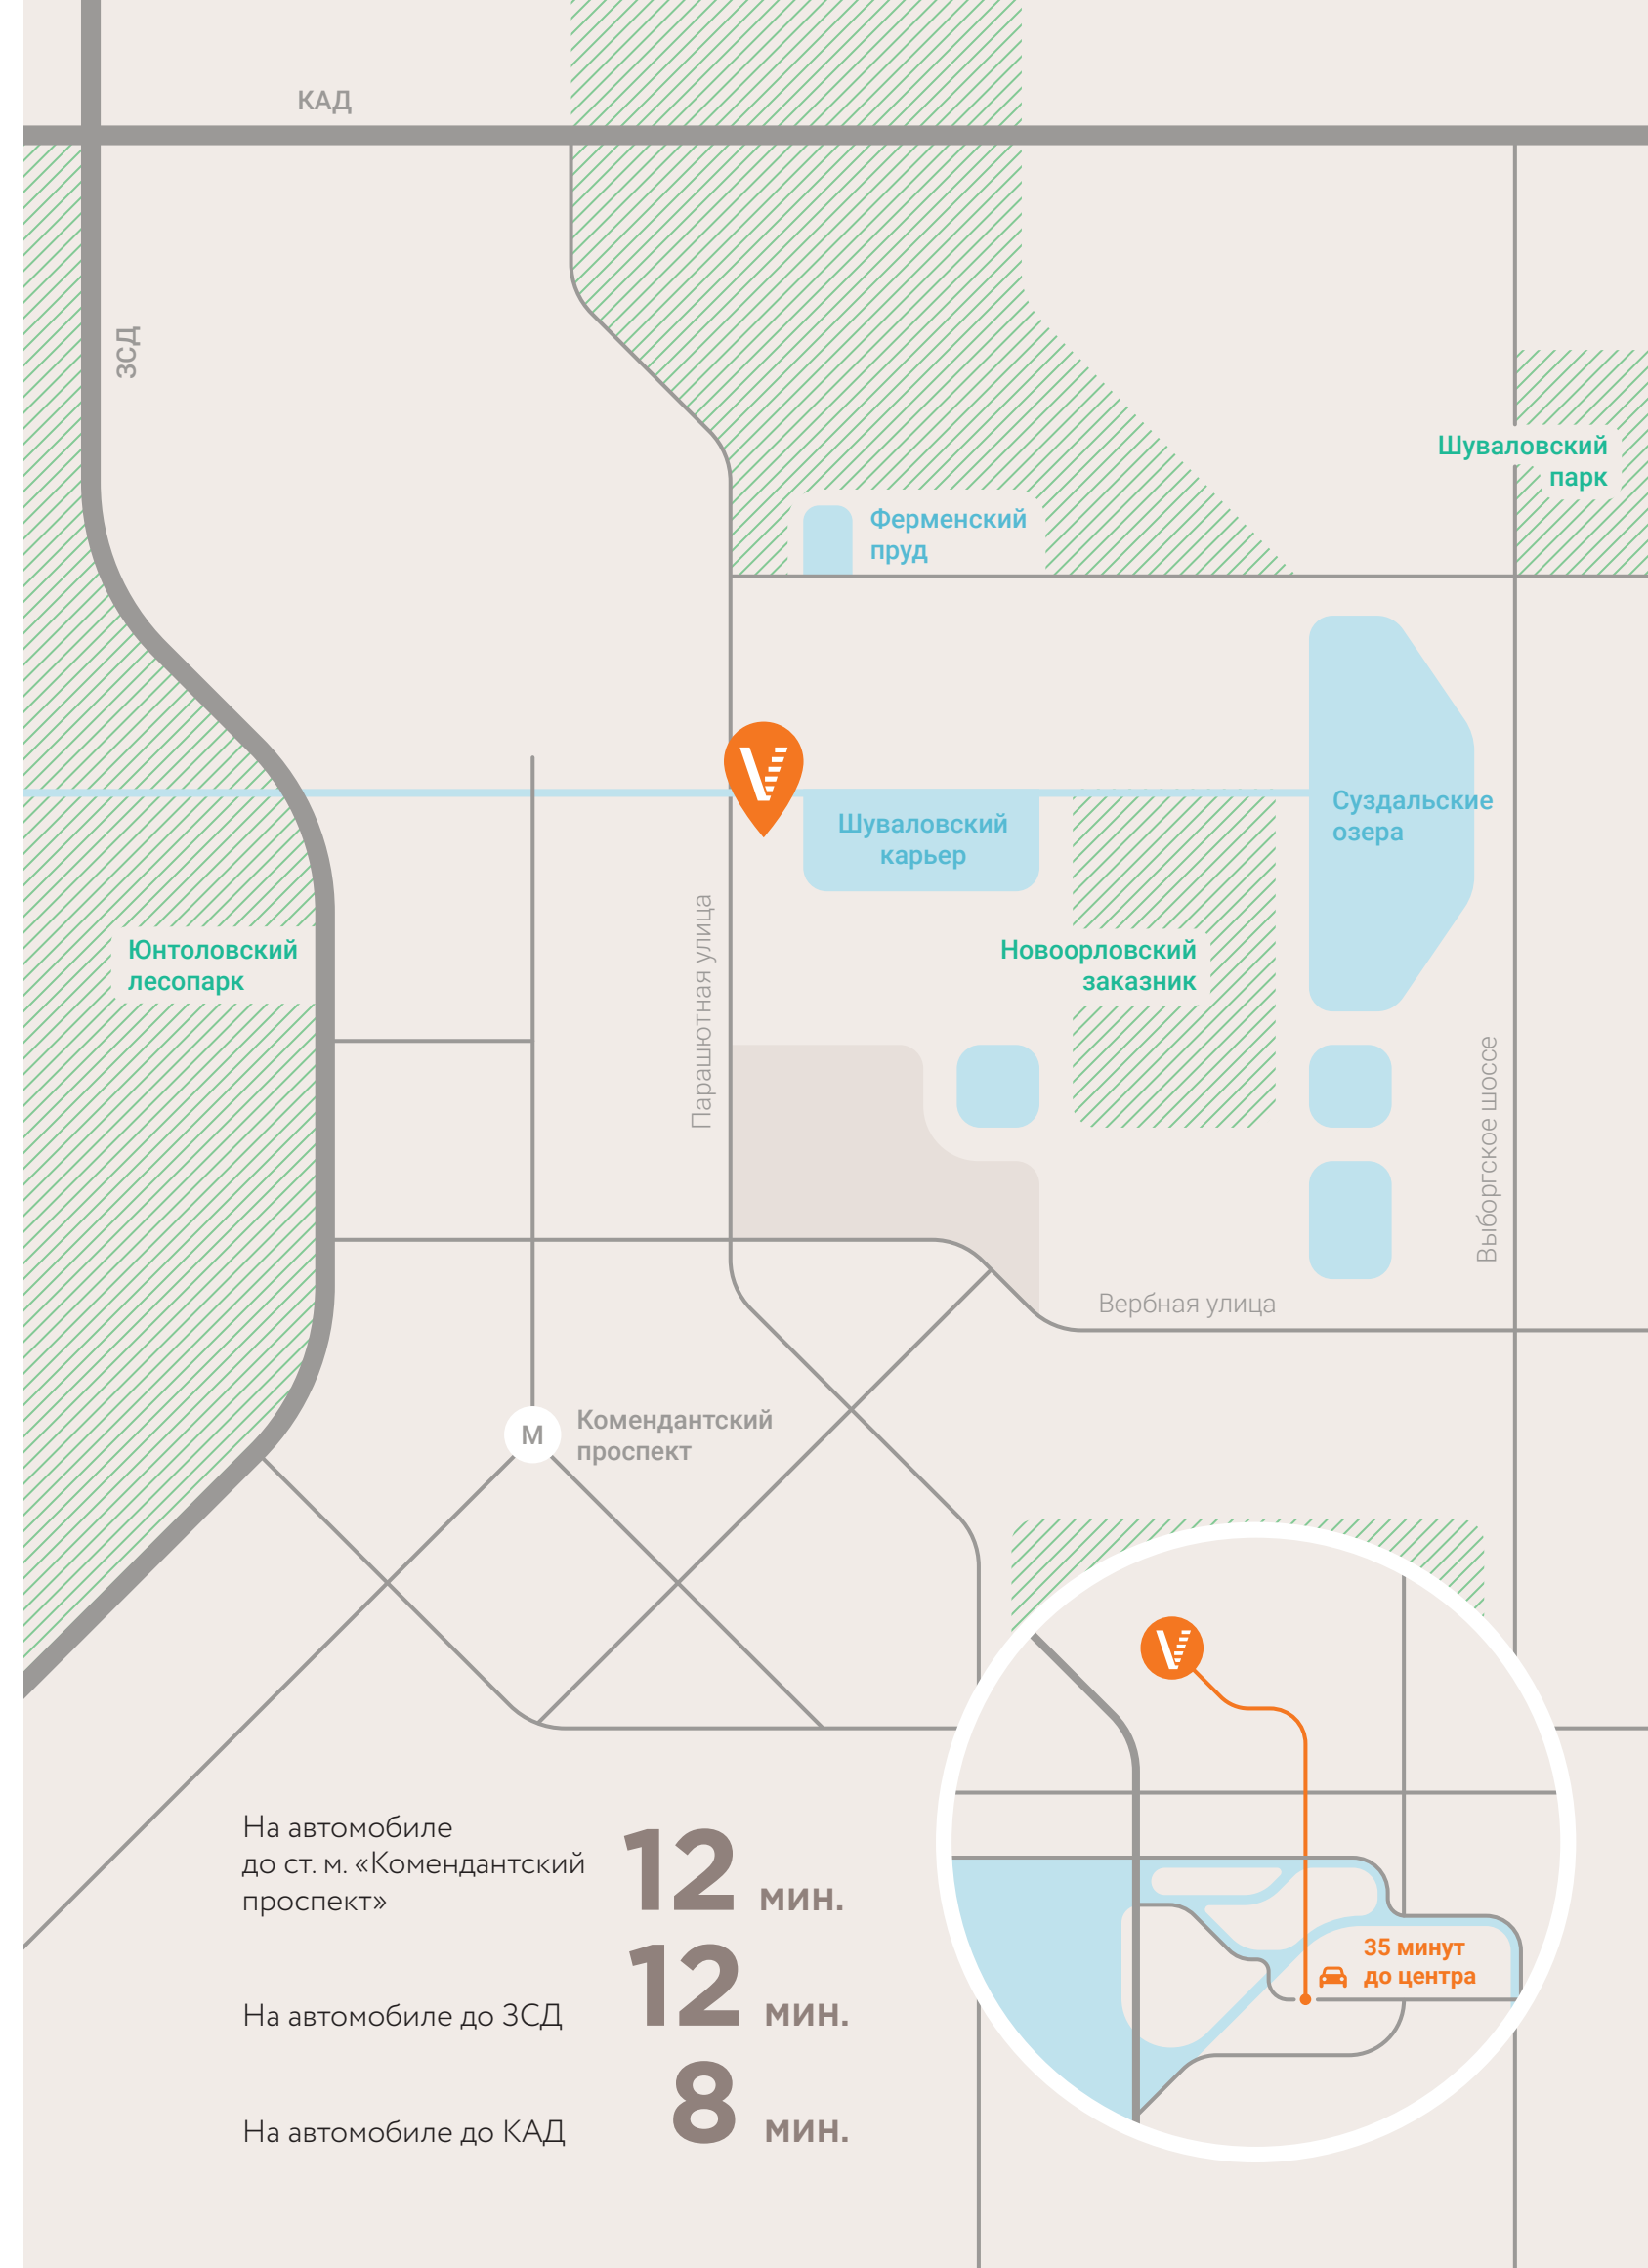 КАД
ЗСД
Шуваловский
парк
Ферменский
пруд
Суздальские
озера
Шуваловский
карьер
Юнтоловский
лесопарк
Парашютная улица
Новоорловский
заказник
Выборгское шоссе
Вербная улица
М
Комендантский
проспект
На автомобиле
до ст. м. «Комендантский
проспект»
12 мин.
На автомобиле до ЗСД
12 мин.
На автомобиле до КАД
8 мин.
35 минут
до центра